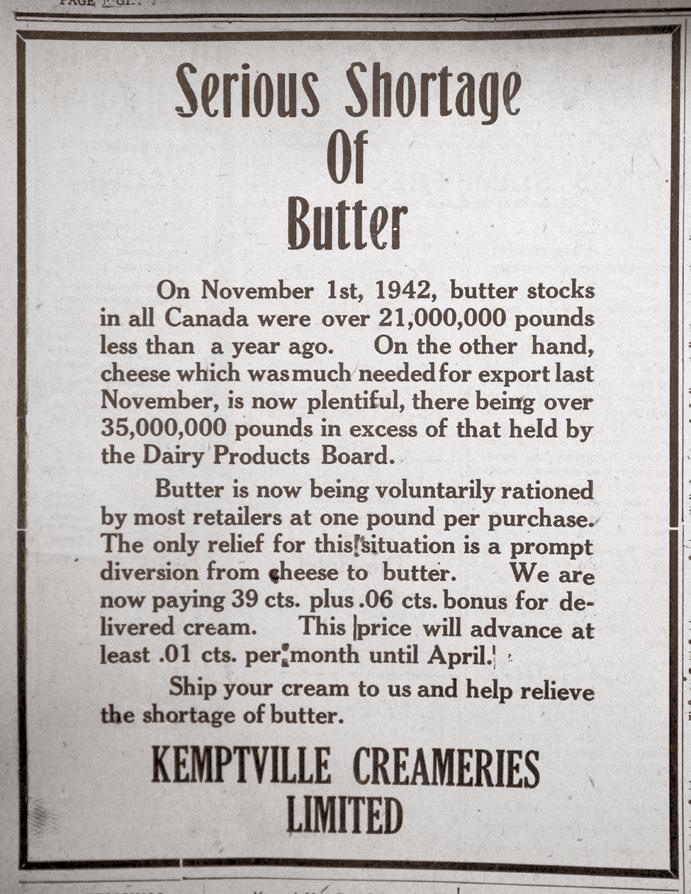 PAGE
Serious Shortage
Of
Butter
On November 1st, 1942, butter stocks
in all Canada were over 21,000,000 pounds
less than a year ago. On the other hand,
cheese which was much needed for export last
November, is now plentiful, there being over
35,000,000 pounds in excess of that held by
the Dairy Products Board.
Butter is now being voluntarily rationed
by most retailers at one pound per purchase.
The only relief for this situation is a prompt
diversion from cheese to butter. We are
now paying 39 cts. plus .06 cts. bonus for de-
livered cream. This price will advance at
least .01 cts. per month until April.
Ship your cream to us and help relieve
the shortage of butter.
KEMPTVILLE CREAMERIES
LIMITED